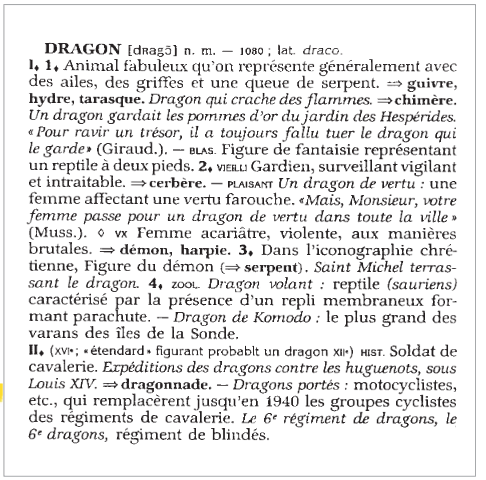 DRAGON [dʀagɔ̃] n. m. — 1080 ; lat. draco.
I. 1. Animal fabuleux qu'on représente généralement avec
des ailes, des griffes et une queue de serpent. ⇒ guivre,
hydre, tarasque. Dragon qui crache des flammes. ⇒ chimère.
Un dragon gardait les pommes d'or du jardin des Hespérides.
« Pour ravir un trésor, il a toujours fallu tuer le dragon qui
le garde » (Giraud.). — BLAS. Figure de fantaisie représentant
un reptile à deux pieds. 2. VIEILLI Gardien, surveillant vigilant
et intraitable. ⇒ cerbère. — PLAISANT Un dragon de vertu : une
femme affectant une vertu farouche. « Mais, Monsieur, votre
femme passe pour un dragon de vertu dans toute la ville »
(Muss.). ◊ VX Femme acariâtre, violente, aux manières
brutales. ⇒ démon, harpie. 3. Dans l'iconographie chré-
tienne, Figure du démon (⇒ serpent). Saint Michel terras-
sant le dragon. 4. ZOOL. Dragon volant : reptile (sauriens)
caractérisé par la présence d'un repli membraneux for-
mant parachute. — Dragon de Komodo : le plus grand des
varans des îles de la Sonde.
II. (XVIᵉ ; « étendard » figurant probablt un dragon XIIᵉ) HIST. Soldat de
cavalerie. Expéditions des dragons contre les huguenots, sous
Louis XIV. ⇒ dragonnade. — Dragons portés : motocyclistes,
etc., qui remplacèrent jusqu'en 1940 les groupes cyclistes
des régiments de cavalerie. Le 6ᵉ régiment de dragons, le
6ᵉ dragons, régiment de blindés.